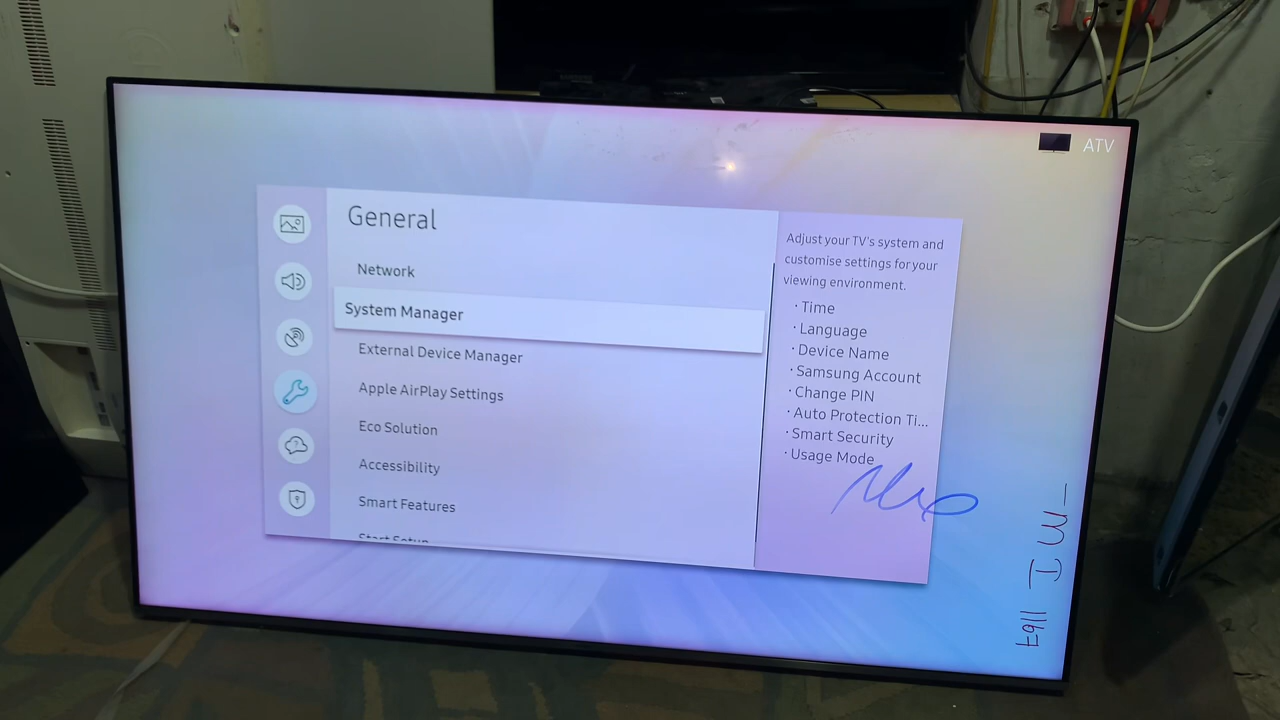 ATV
General
Network
System Manager
External Device Manager
Apple AirPlay Settings
Eco Solution
Accessibility
Smart Features
Start Setup
Adjust your TV's system and
customise settings for your
viewing environment.
· Time
· Language
· Device Name
· Samsung Account
· Change PIN
· Auto Protection Ti...
· Smart Security
· Usage Mode